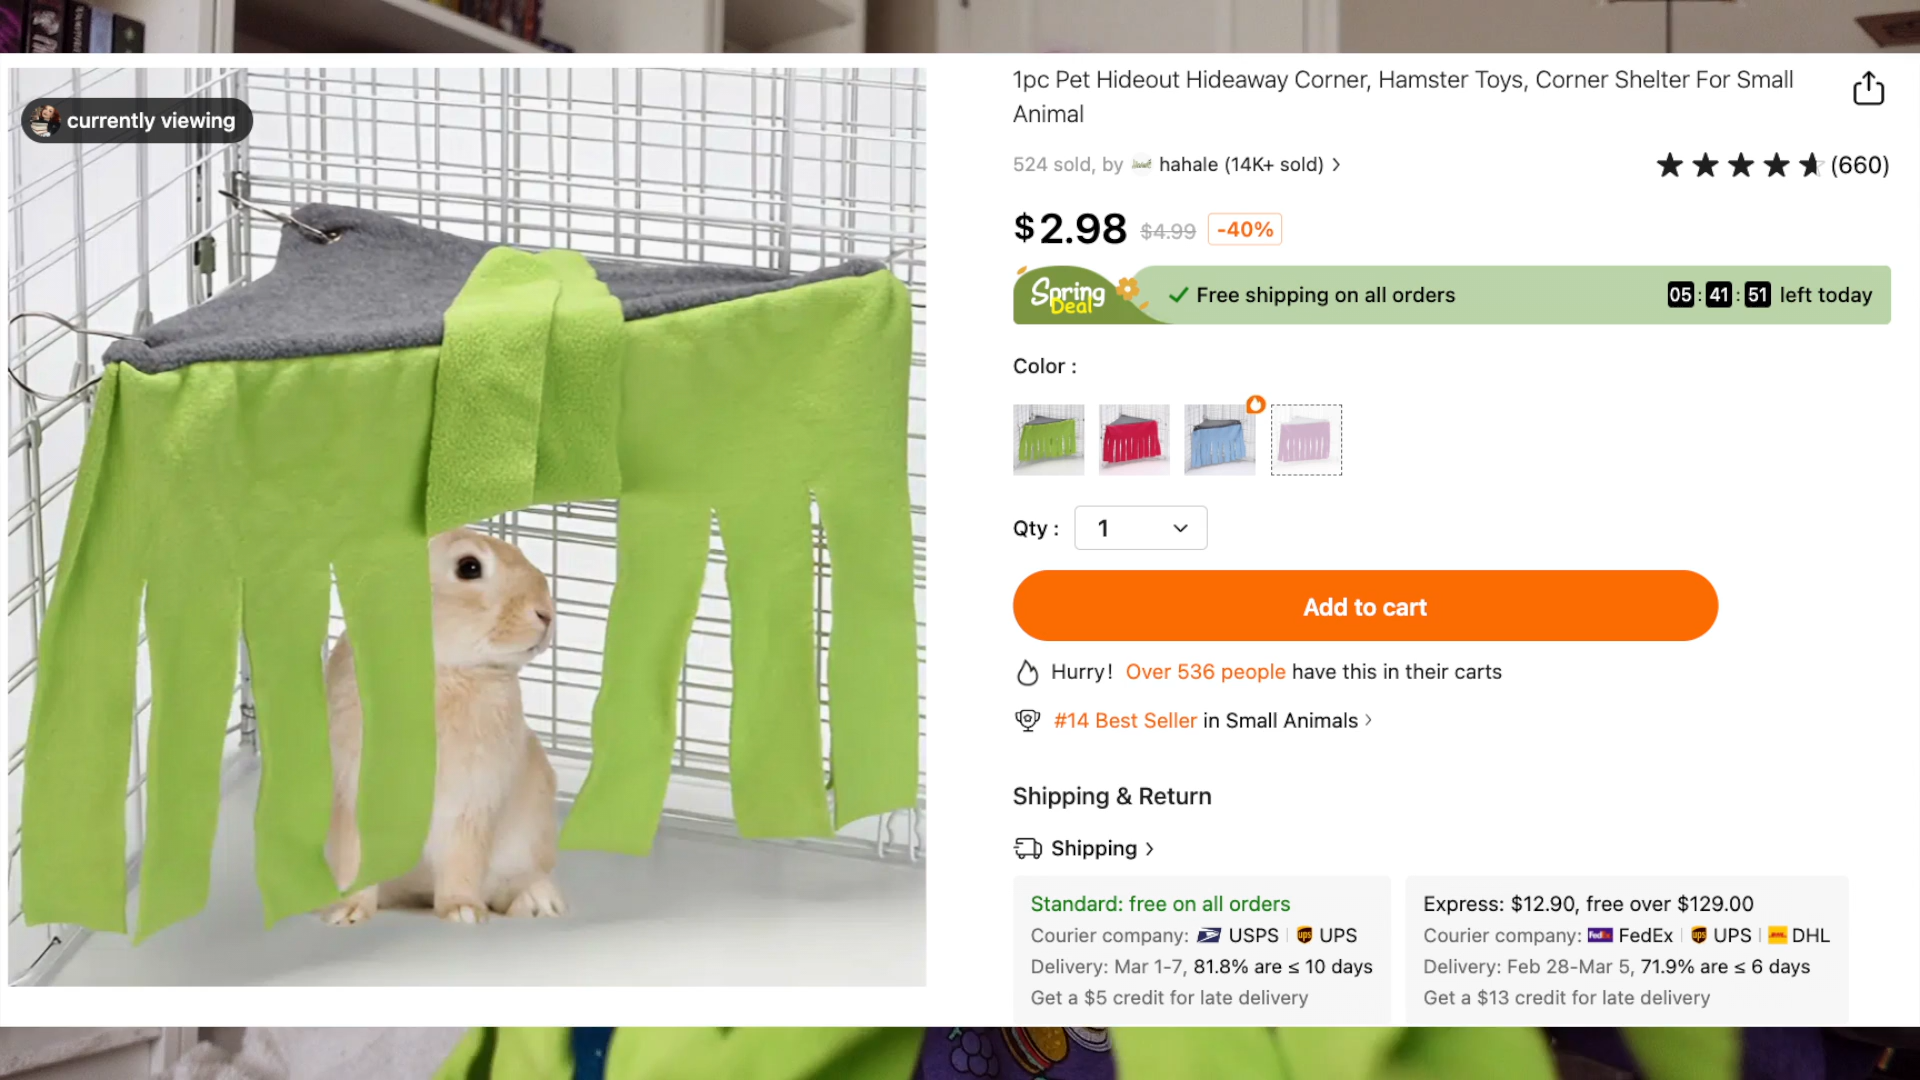 currently viewing
1pc Pet Hideout Hideaway Corner, Hamster Toys, Corner Shelter For Small
Animal
524 sold, by hahale (14K+ sold) >
(660)
$2.98 $4.99 -40%
Spring
Deal
Free shipping on all orders
05 : 41 : 51 left today
Color :
Qty : 1
Add to cart
Hurry! Over 536 people have this in their carts
#14 Best Seller in Small Animals >
Shipping & Return
Shipping >
Standard: free on all orders
Courier company: USPS | UPS
Delivery: Mar 1-7, 81.8% are ≤ 10 days
Get a $5 credit for late delivery
Express: $12.90, free over $129.00
Courier company: FedEx | UPS | DHL
Delivery: Feb 28-Mar 5, 71.9% are ≤ 6 days
Get a $13 credit for late delivery